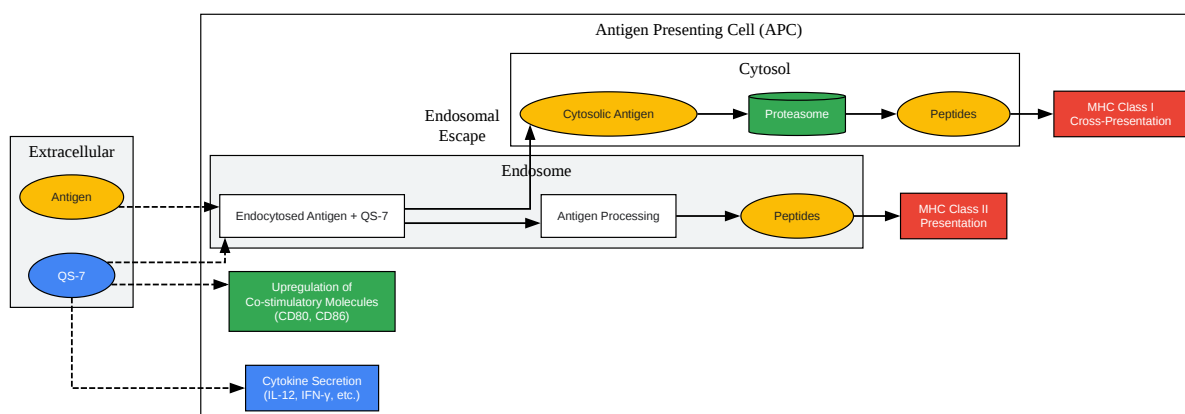 Antigen Presenting Cell (APC)
Cytosol
Cytosolic Antigen
Proteasome
Peptides
MHC Class I
Cross-Presentation
Endosomal
Escape
Extracellular
Antigen
QS-7
Endosome
Endocytosed Antigen + QS-7
Antigen Processing
Peptides
MHC Class II
Presentation
Upregulation of
Co-stimulatory Molecules
(CD80, CD86)
Cytokine Secretion
(IL-12, IFN-γ, etc.)